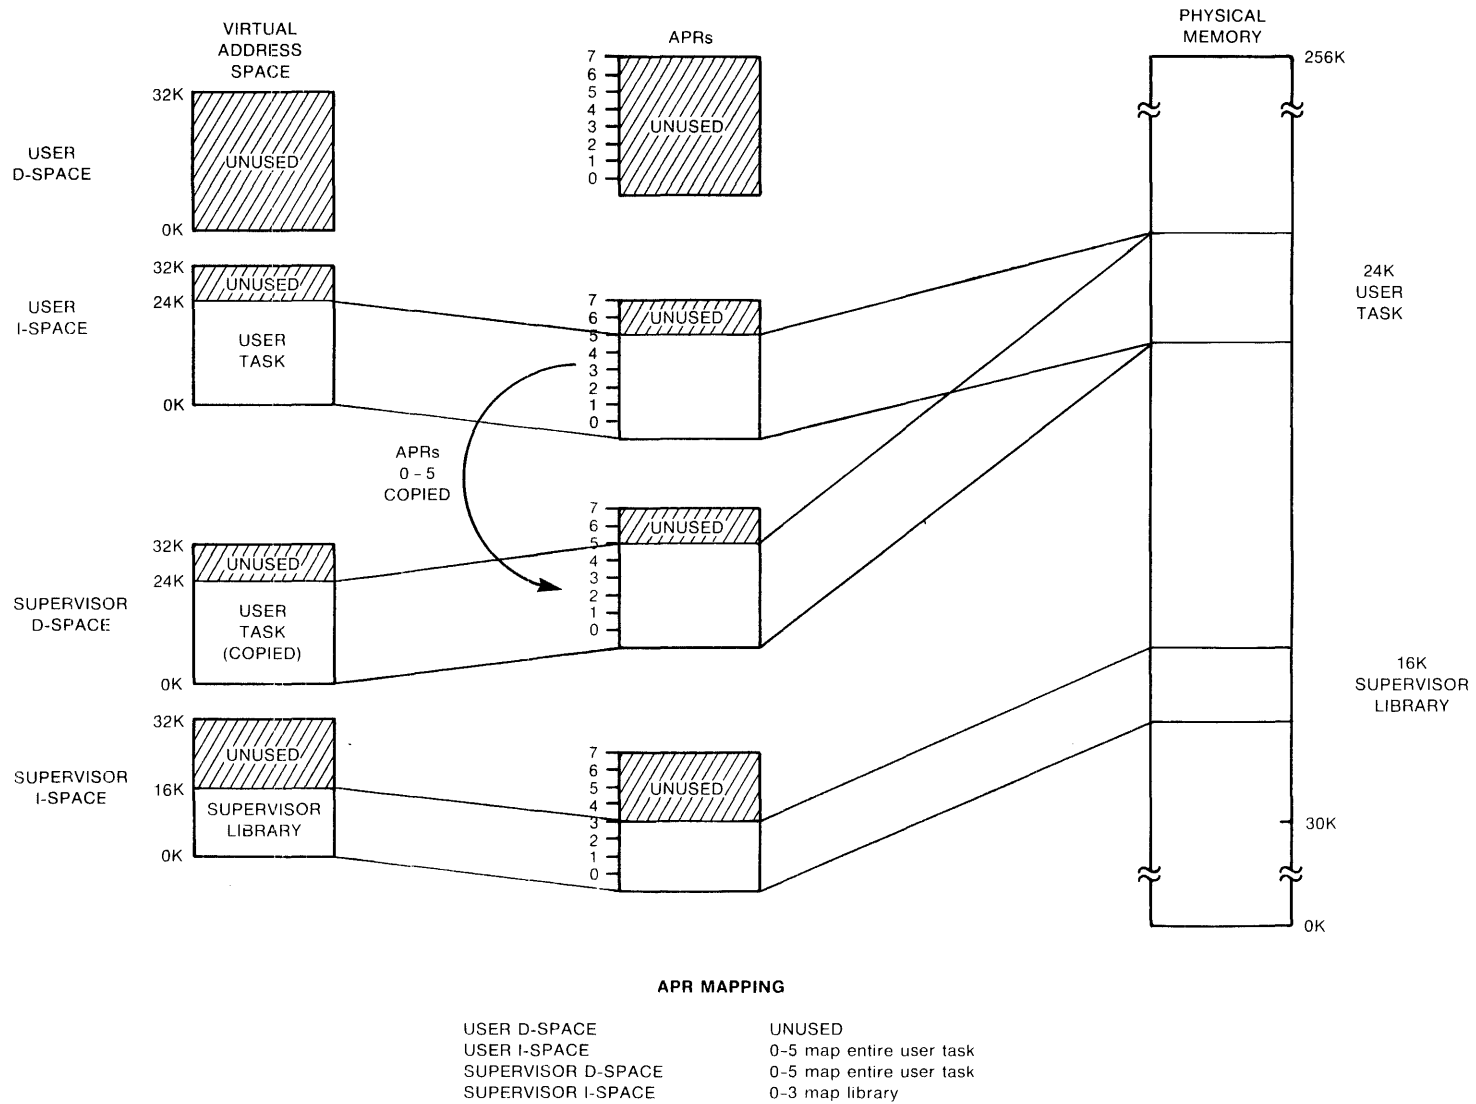 VIRTUAL
ADDRESS
SPACE
APRs
PHYSICAL
MEMORY
USER
D-SPACE
32K
UNUSED
0K
7
6
5
4
3
2
1
0
UNUSED
256K
USER
I-SPACE
32K
UNUSED
24K
USER
TASK
0K
7
6
5
4
3
2
1
0
UNUSED
24K
USER
TASK
APRs
0-5
COPIED
SUPERVISOR
D-SPACE
32K
UNUSED
24K
USER
TASK
(COPIED)
0K
7
6
5
4
3
2
1
0
UNUSED
16K
SUPERVISOR
LIBRARY
SUPERVISOR
I-SPACE
32K
UNUSED
16K
SUPERVISOR
LIBRARY
0K
7
6
5
4
3
2
1
0
UNUSED
30K
0K
APR MAPPING
USER D-SPACE UNUSED
USER I-SPACE 0-5 map entire user task
SUPERVISOR D-SPACE 0-5 map entire user task
SUPERVISOR I-SPACE 0-3 map library